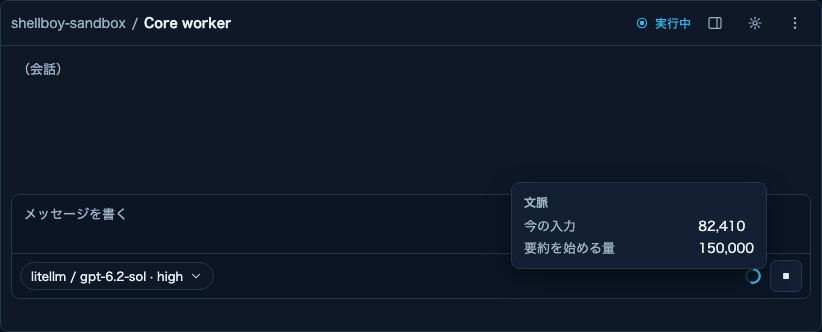 shellboy-sandbox / Core worker
実行中
（会話）
メッセージを書く
文脈
今の入力 82,410
要約を始める量 150,000
litellm / gpt-6.2-sol · high